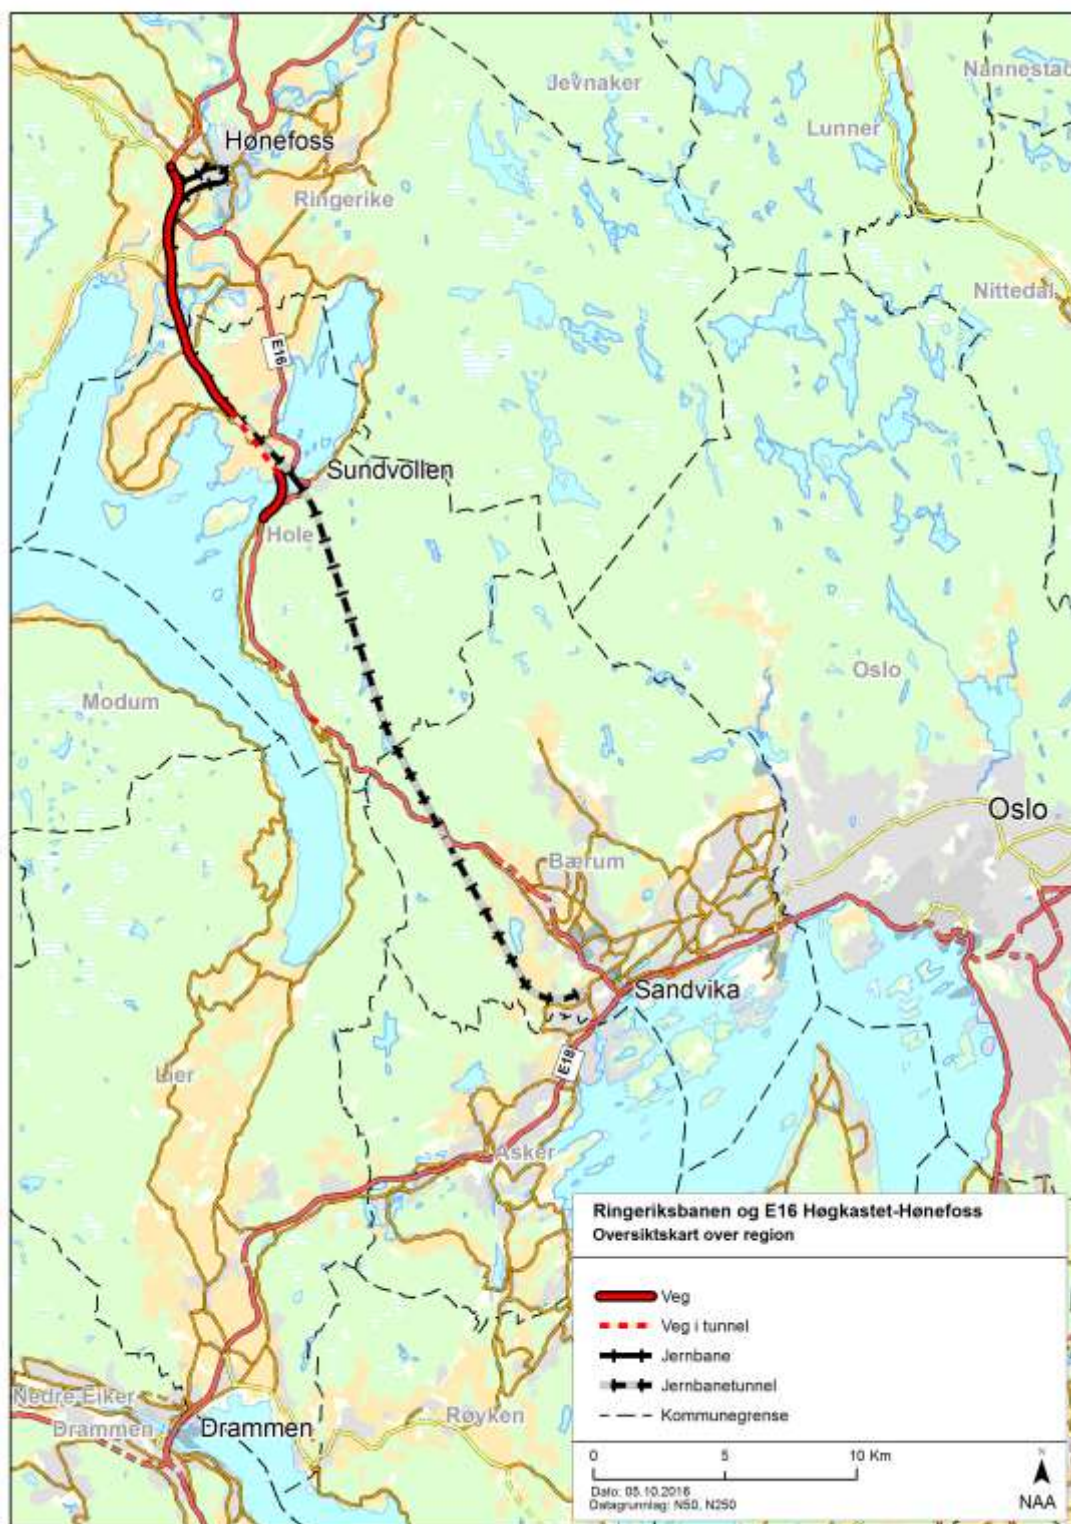 Jevnaker
Nannestad
Lunner
Hønefoss
Ringerike
Nittedal
E16
Sundvollen
Hole
Oslo
Modum
Oslo
Bærum
Sandvika
E18
Lier
Asker
Nedre Eiker
Drammen
Drammen
Røyken
Ringeriksbanen og E16 Høgkastet-Hønefoss
Oversiktskart over region
Veg
Veg i tunnel
Jernbane
Jernbanetunnel
Kommunegrense
0 5 10 Km
Dato: 05.10.2016
Datagrunnlag: N50, N250
N
NAA